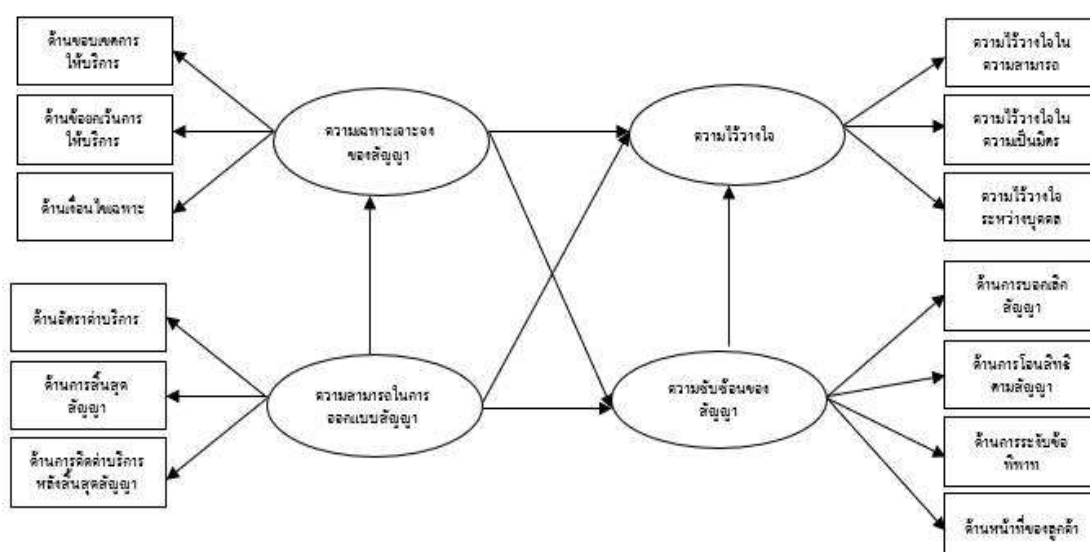 ด้านขอบเขตการ
ให้บริการ
ด้านข้อยกเว้นการ
ให้บริการ
ด้านเงื่อนไขเฉพาะ
ความเฉพาะเจาะจง
ของสัญญา
ความไว้วางใจ
ความไว้วางใจใน
ความสามารถ
ความไว้วางใจใน
ความเป็นมิตร
ความไว้วางใจ
ระหว่างบุคคล
ด้านอัตราค่าบริการ
ด้านการสิ้นสุด
สัญญา
ด้านการคิดค่าบริการ
หลังสิ้นสุดสัญญา
ความสามารถในการ
ออกแบบสัญญา
ความซับซ้อนของ
สัญญา
ด้านการบอกเลิก
สัญญา
ด้านการโอนสิทธิ
ตามสัญญา
ด้านการระงับข้อ
พิพาท
ด้านหน้าที่ของลูกค้า